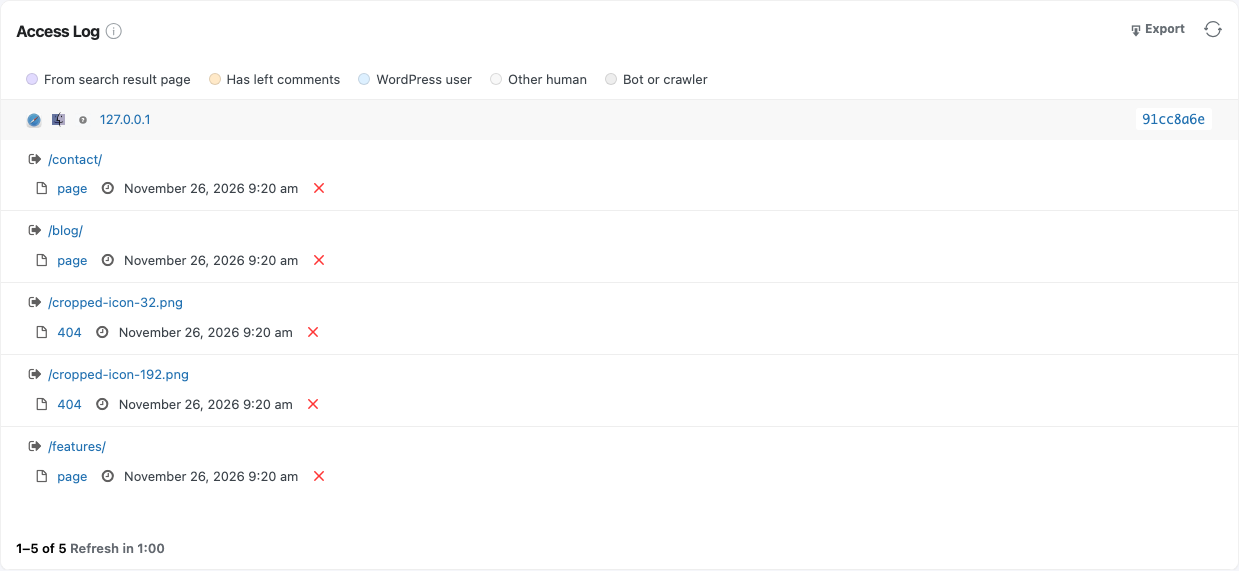 Access Log
Export
From search result page Has left comments WordPress user Other human Bot or crawler
127.0.0.1 91cc8a6e
/contact/
page November 26, 2026 9:20 am
/blog/
page November 26, 2026 9:20 am
/cropped-icon-32.png
404 November 26, 2026 9:20 am
/cropped-icon-192.png
404 November 26, 2026 9:20 am
/features/
page November 26, 2026 9:20 am
1–5 of 5 Refresh in 1:00